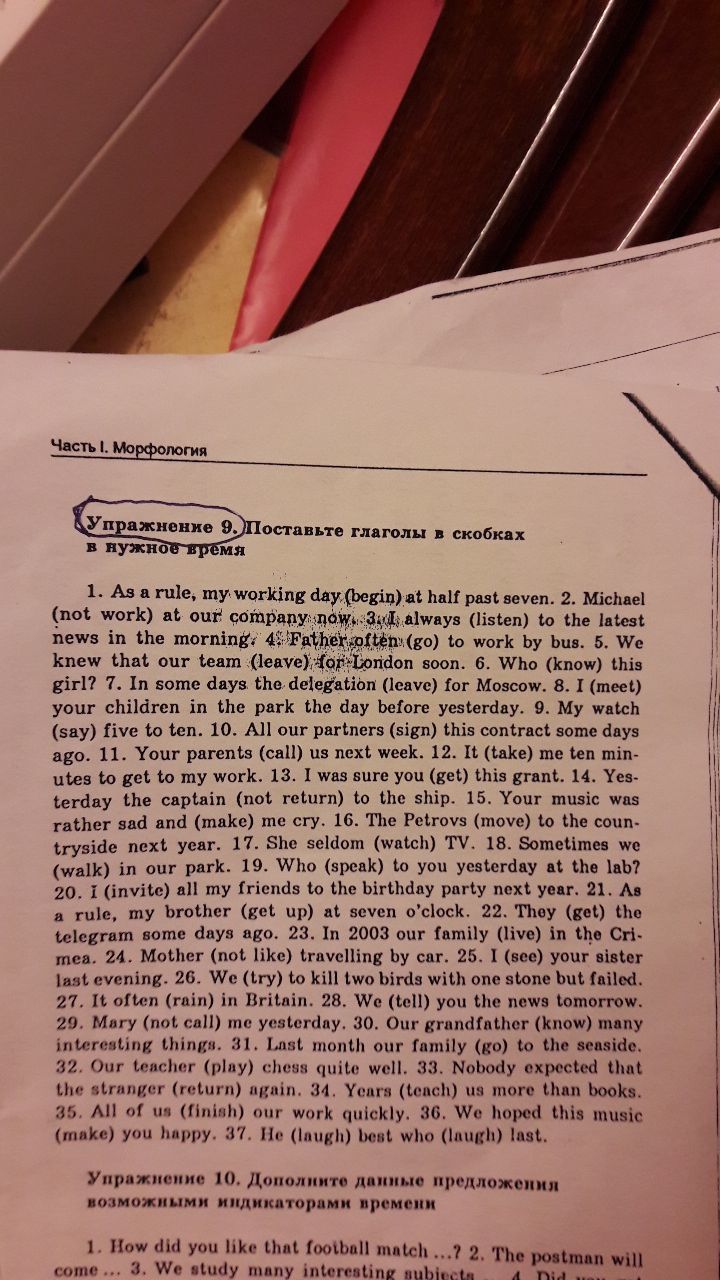 Часть I. Морфология
Упражнение 9. Поставьте глаголы в скобках
в нужное время
1. As a rule, my working day (begin) at half past seven. 2. Michael
(not work) at our company now. 3. I always (listen) to the latest
news in the morning. 4. Father often (go) to work by bus. 5. We
knew that our team (leave) for London soon. 6. Who (know) this
girl? 7. In some days the delegation (leave) for Moscow. 8. I (meet)
your children in the park the day before yesterday. 9. My watch
(say) five to ten. 10. All our partners (sign) this contract some days
ago. 11. Your parents (call) us next week. 12. It (take) me ten min-
utes to get to my work. 13. I was sure you (get) this grant. 14. Yes-
terday the captain (not return) to the ship. 15. Your music was
rather sad and (make) me cry. 16. The Petrovs (move) to the coun-
tryside next year. 17. She seldom (watch) TV. 18. Sometimes we
(walk) in our park. 19. Who (speak) to you yesterday at the lab?
20. I (invite) all my friends to the birthday party next year. 21. As
a rule, my brother (get up) at seven o'clock. 22. They (get) the
telegram some days ago. 23. In 2003 our family (live) in the Cri-
mea. 24. Mother (not like) travelling by car. 25. I (see) your sister
last evening. 26. We (try) to kill two birds with one stone but failed.
27. It often (rain) in Britain. 28. We (tell) you the news tomorrow.
29. Mary (not call) me yesterday. 30. Our grandfather (know) many
interesting things. 31. Last month our family (go) to the seaside.
32. Our teacher (play) chess quite well. 33. Nobody expected that
the stranger (return) again. 34. Years (teach) us more than books.
35. All of us (finish) our work quickly. 36. We hoped this music
(make) you happy. 37. He (laugh) best who (laugh) last.
Упражнение 10. Дополните данные предложения
возможными индикаторами времени
1. How did you like that football match ...? 2. The postman will
come ... 3. We study many interesting subjects ... 4. Did you